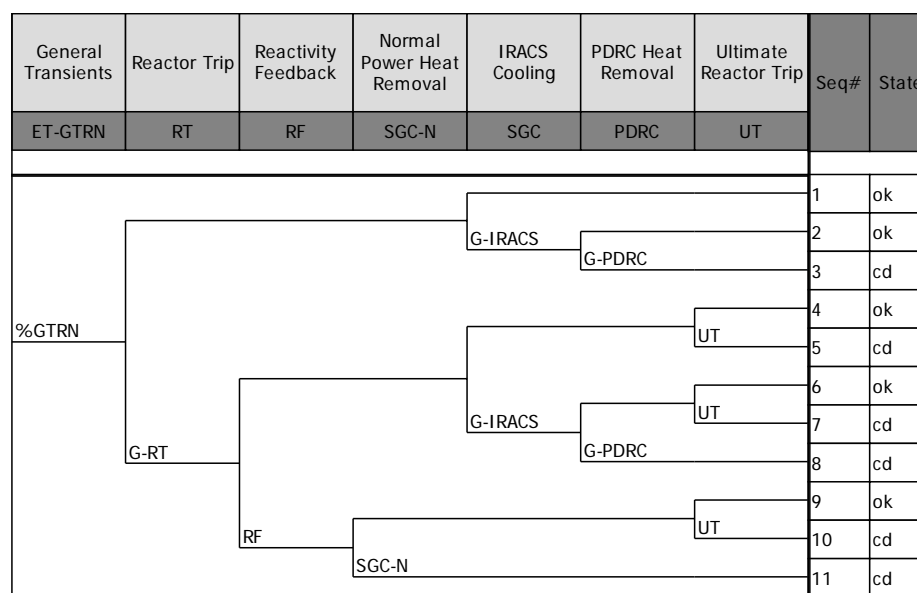 General Transients
Reactor Trip
Reactivity Feedback
Normal Power Heat Removal
IRACS Cooling
PDRC Heat Removal
Ultimate Reactor Trip
Seq#
State
ET-GTRN
RT
RF
SGC-N
SGC
PDRC
UT
1 ok
2 ok
G-IRACS
G-PDRC
3 cd
4 ok
%GTRN
UT
5 cd
6 ok
G-IRACS
UT
7 cd
G-RT
G-PDRC
8 cd
9 ok
RF
UT
10 cd
SGC-N
11 cd